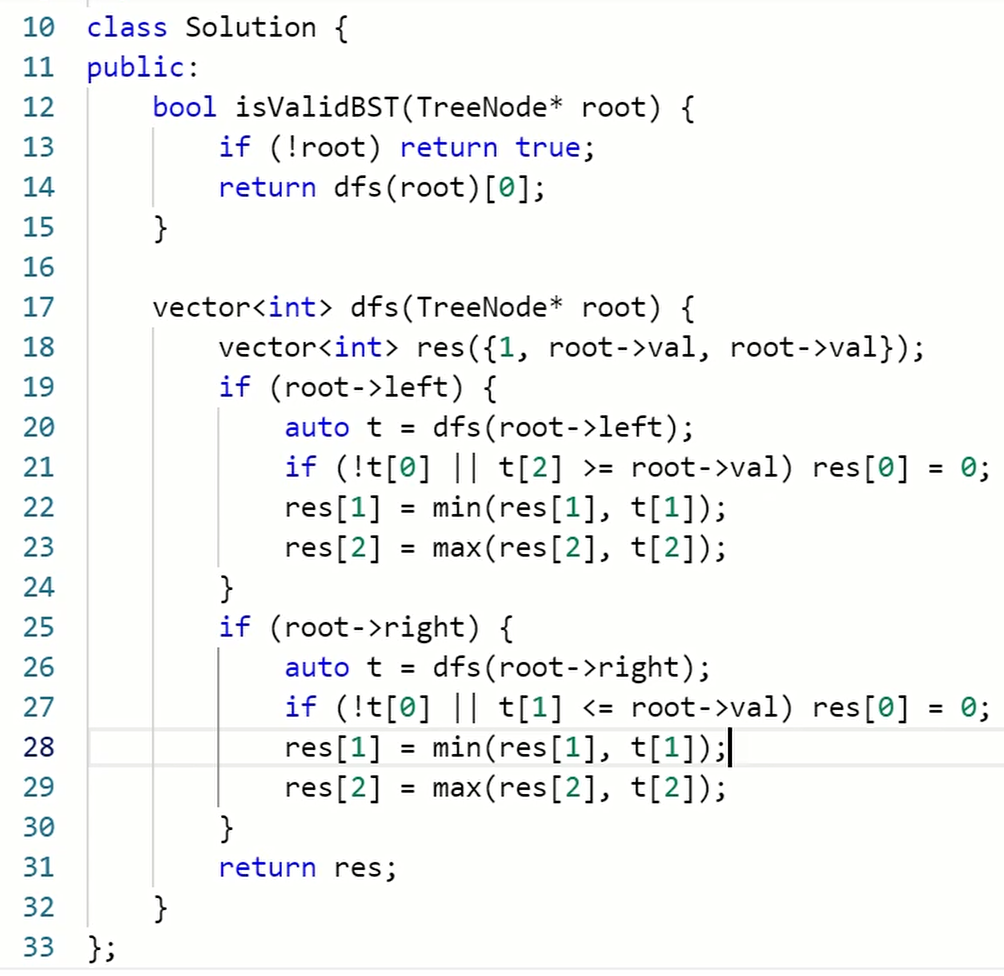 10 class Solution {
11 public:
12     bool isValidBST(TreeNode* root) {
13         if (!root) return true;
14         return dfs(root)[0];
15     }
16
17     vector<int> dfs(TreeNode* root) {
18         vector<int> res({1, root->val, root->val});
19         if (root->left) {
20             auto t = dfs(root->left);
21             if (!t[0] || t[2] >= root->val) res[0] = 0;
22             res[1] = min(res[1], t[1]);
23             res[2] = max(res[2], t[2]);
24         }
25         if (root->right) {
26             auto t = dfs(root->right);
27             if (!t[0] || t[1] <= root->val) res[0] = 0;
28             res[1] = min(res[1], t[1]);
29             res[2] = max(res[2], t[2]);
30         }
31         return res;
32     }
33 };